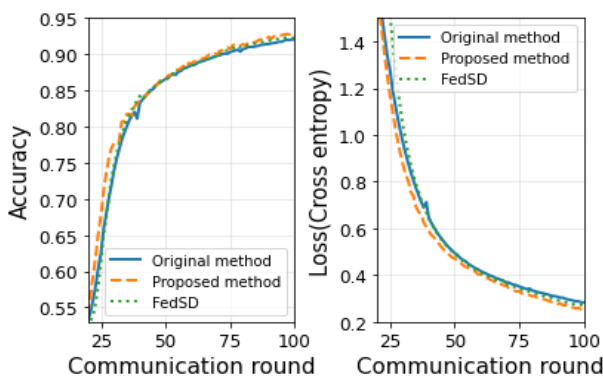 0.95
0.90
0.85
0.80
0.75
0.70
0.65
0.60
0.55
Accuracy
Original method
Proposed method
FedSD
25 50 75 100
Communication round
1.4
1.2
1.0
0.8
0.6
0.4
0.2
Loss(Cross entropy)
Original method
Proposed method
FedSD
25 50 75 100
Communication round